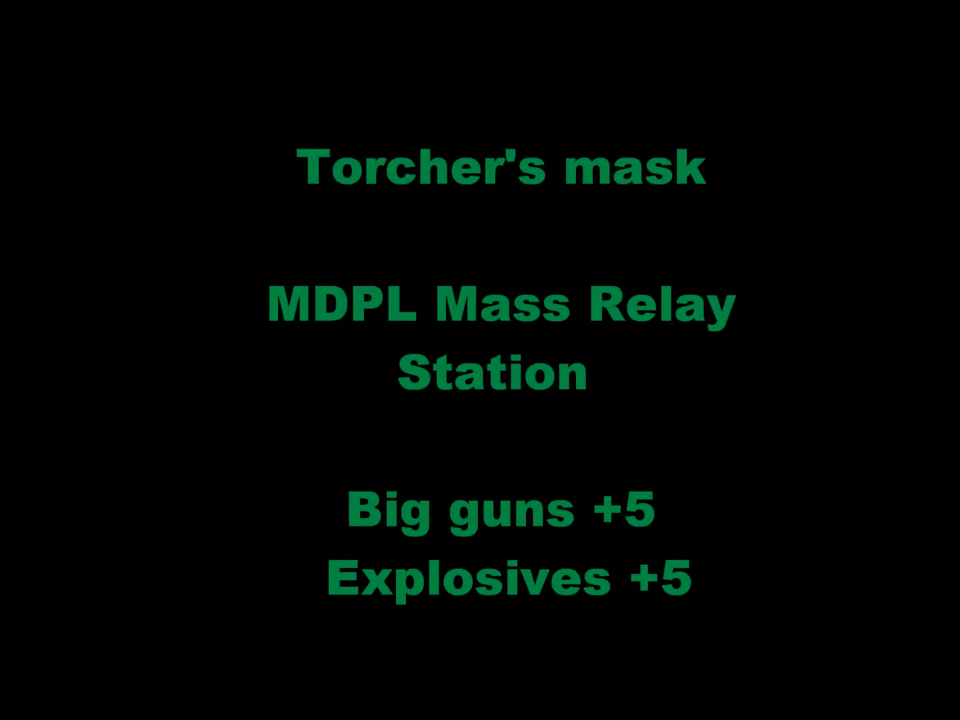 Torcher's mask
MDPL Mass Relay
Station
Big guns +5
Explosives +5